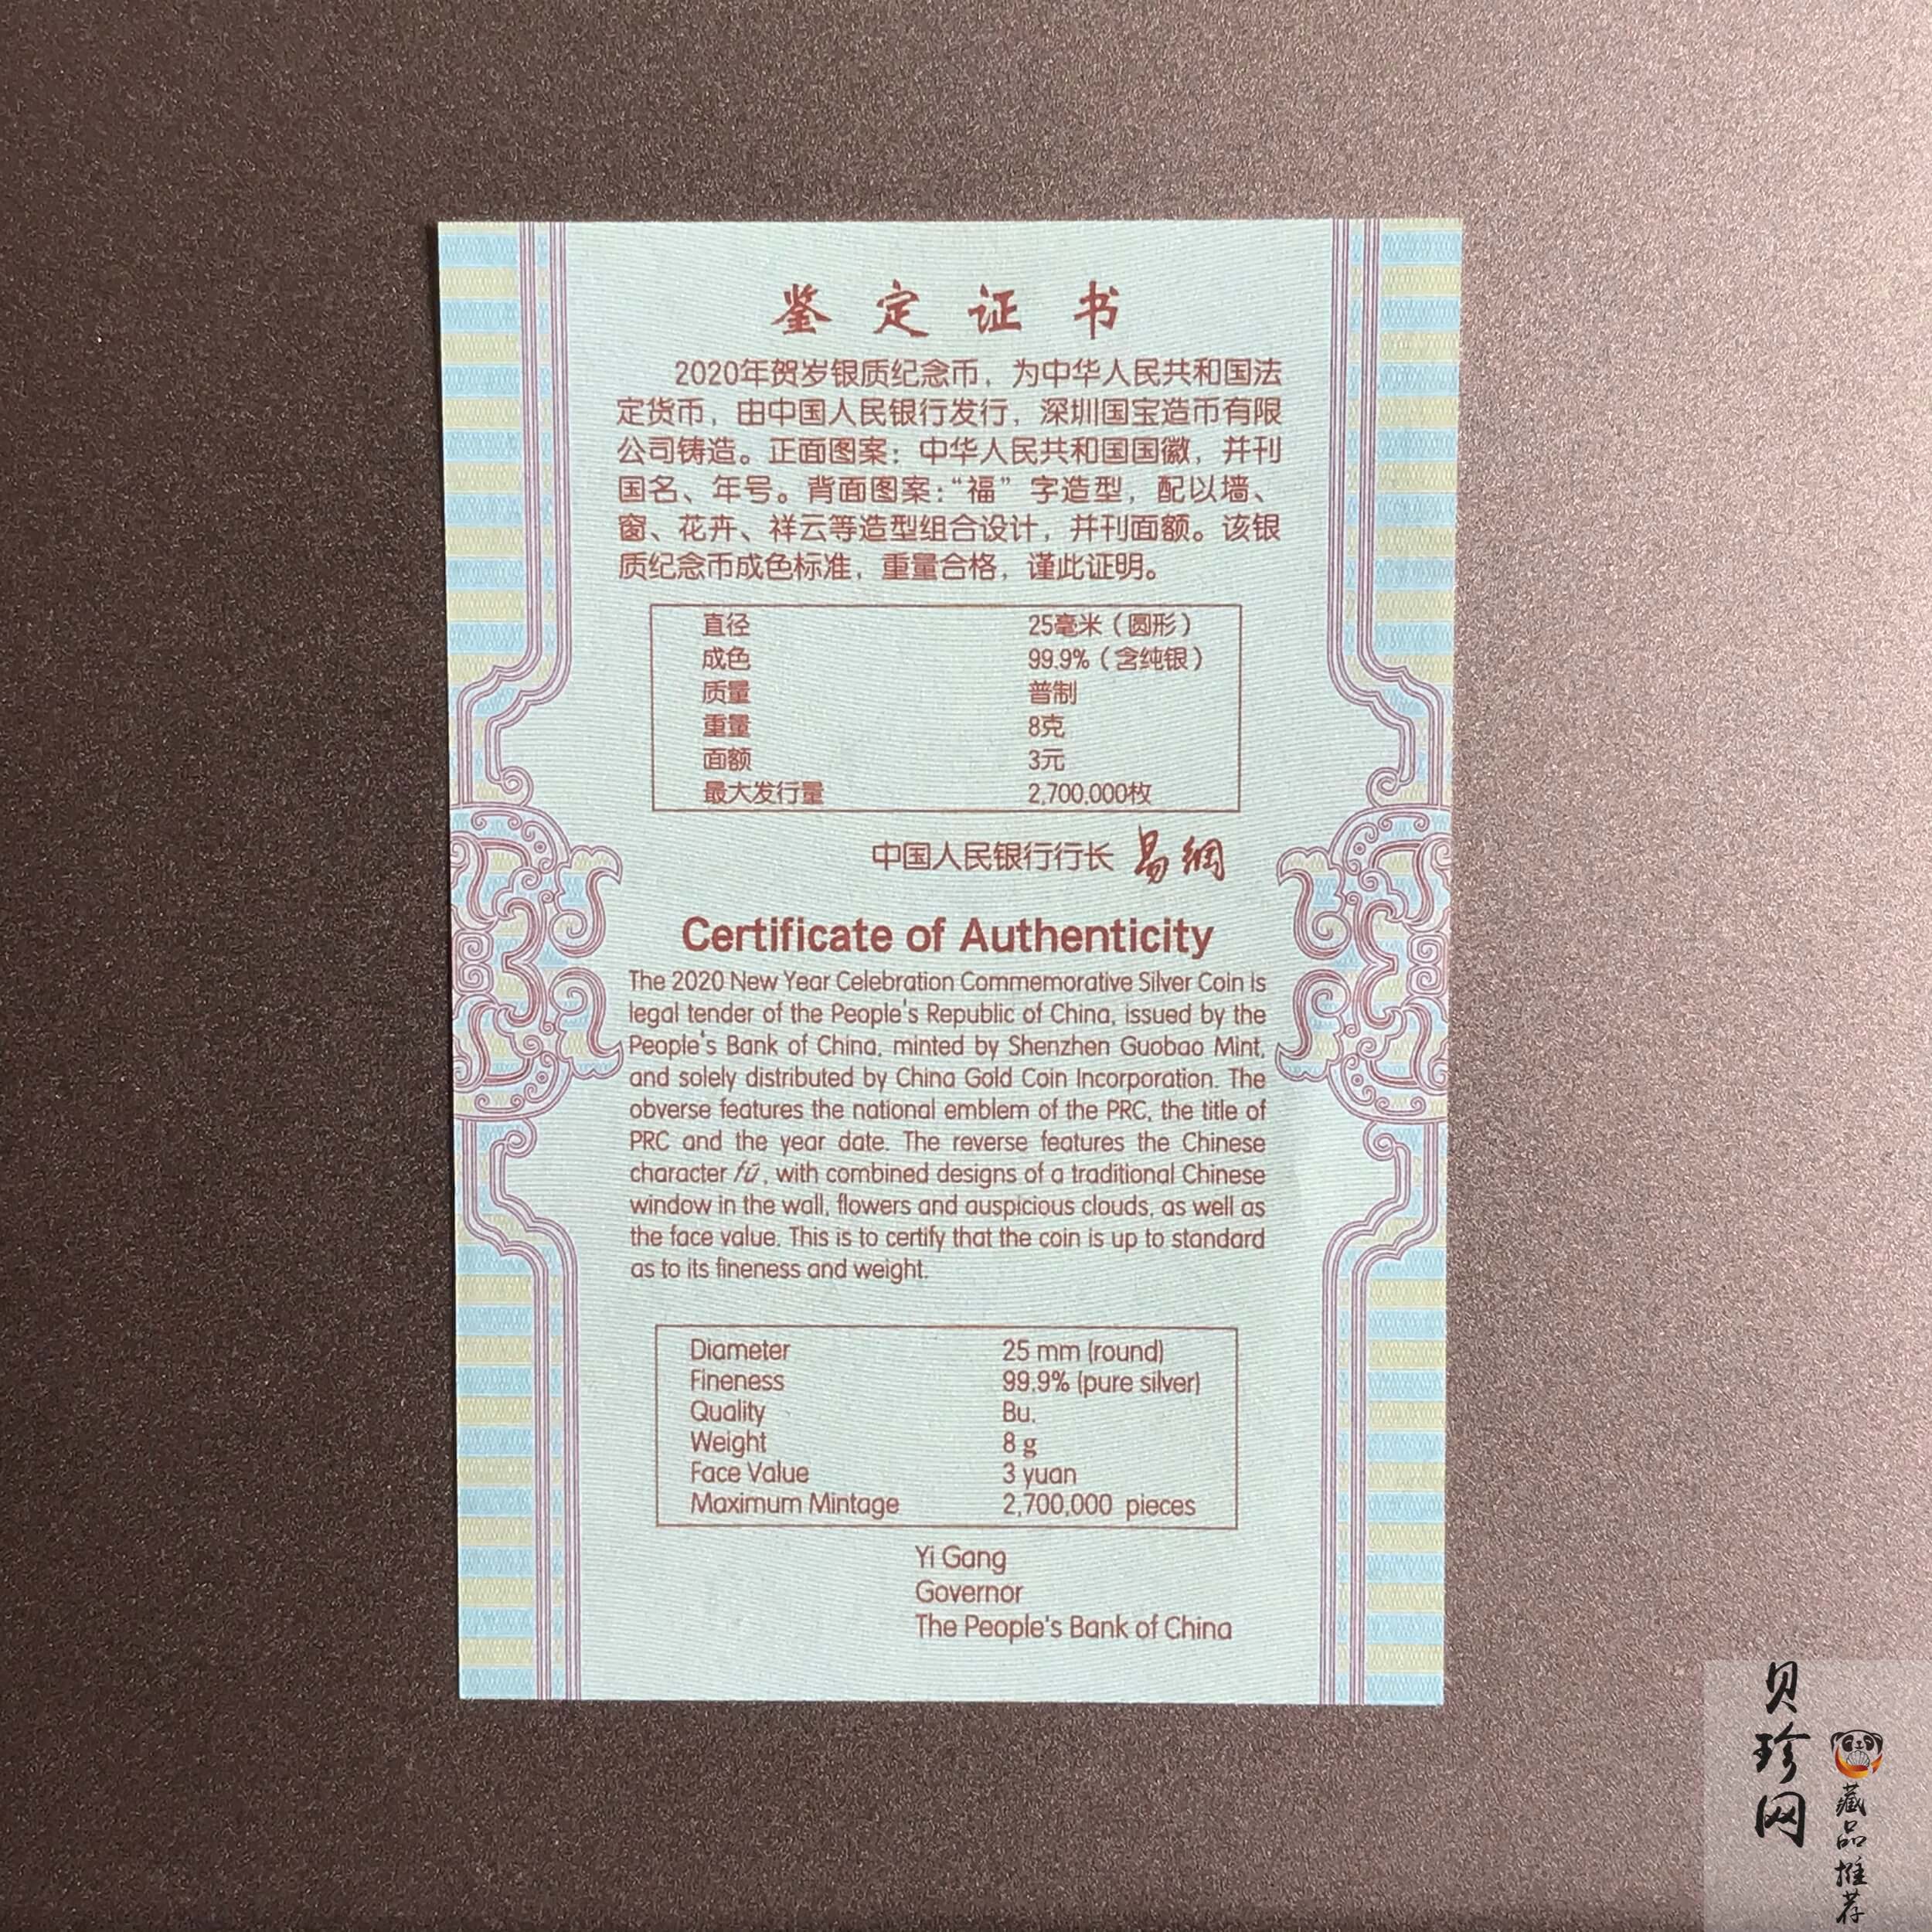 鉴定证书
2020年贺岁银质纪念币，为中华人民共和国法
定货币，由中国人民银行发行，深圳国宝造币有限
公司铸造。正面图案：中华人民共和国国徽，并刊
国名、年号。背面图案：“福”字造型，配以墙、
窗、花卉、祥云等造型组合设计，并刊面额。该银
质纪念币成色标准，重量合格，谨此证明。
直径 25毫米（圆形）
成色 99.9%（含纯银）
质量 普制
重量 8克
面额 3元
最大发行量 2,700,000枚
中国人民银行行长 易纲
Certificate of Authenticity
The 2020 New Year Celebration Commemorative Silver Coin is
legal tender of the People's Republic of China, issued by the
People's Bank of China, minted by Shenzhen Guobao Mint,
and solely distributed by China Gold Coin Incorporation. The
obverse features the national emblem of the PRC, the title of
PRC and the year date. The reverse features the Chinese
character fú, with combined designs of a traditional Chinese
window in the wall, flowers and auspicious clouds, as well as
the face value. This is to certify that the coin is up to standard
as to its fineness and weight.
Diameter 25 mm (round)
Fineness 99.9% (pure silver)
Quality Bu.
Weight 8 g
Face Value 3 yuan
Maximum Mintage 2,700,000 pieces
Yi Gang
Governor
The People's Bank of China
贝珍网
藏品推荐